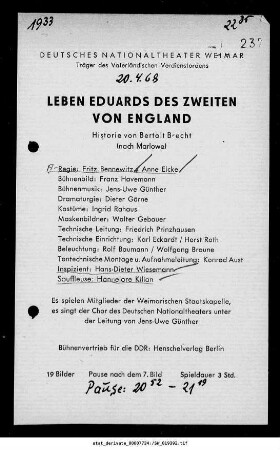 1933
22 35
23
DEUTSCHES NATIONALTHEATER WEIMAR
Träger des Vaterländischen Verdienstordens
20.4.68
LEBEN EDUARDS DES ZWEITEN
VON ENGLAND
Historie von Bertolt Brecht
(nach Marlowe)
Regie: Fritz Bennewitz / Anne Eicke
Bühnenbild: Franz Havemann
Bühnenmusik: Jens-Uwe Günther
Dramaturgie: Dieter Görne
Kostüme: Ingrid Rahaus
Maskenbildner: Walter Gebauer
Technische Leitung: Friedrich Prinzhausen
Technische Einrichtung: Karl Eckardt / Horst Rath
Beleuchtung: Rolf Baumann / Wolfgang Braune
Tontechnische Montage u. Aufnahmeleitung: Konrad Aust
Inspizient: Hans-Dieter Wiesemann
Souffleuse: Hannelore Kilian
Es spielen Mitglieder der Weimarischen Staatskapelle,
es singt der Chor des Deutschen Nationaltheaters unter
der Leitung von Jens-Uwe Günther
Bühnenvertrieb für die DDR: Henschelverlag Berlin
19 Bilder Pause nach dem 7. Bild Spieldauer 3 Std.
Pause: 20 52 - 21 19